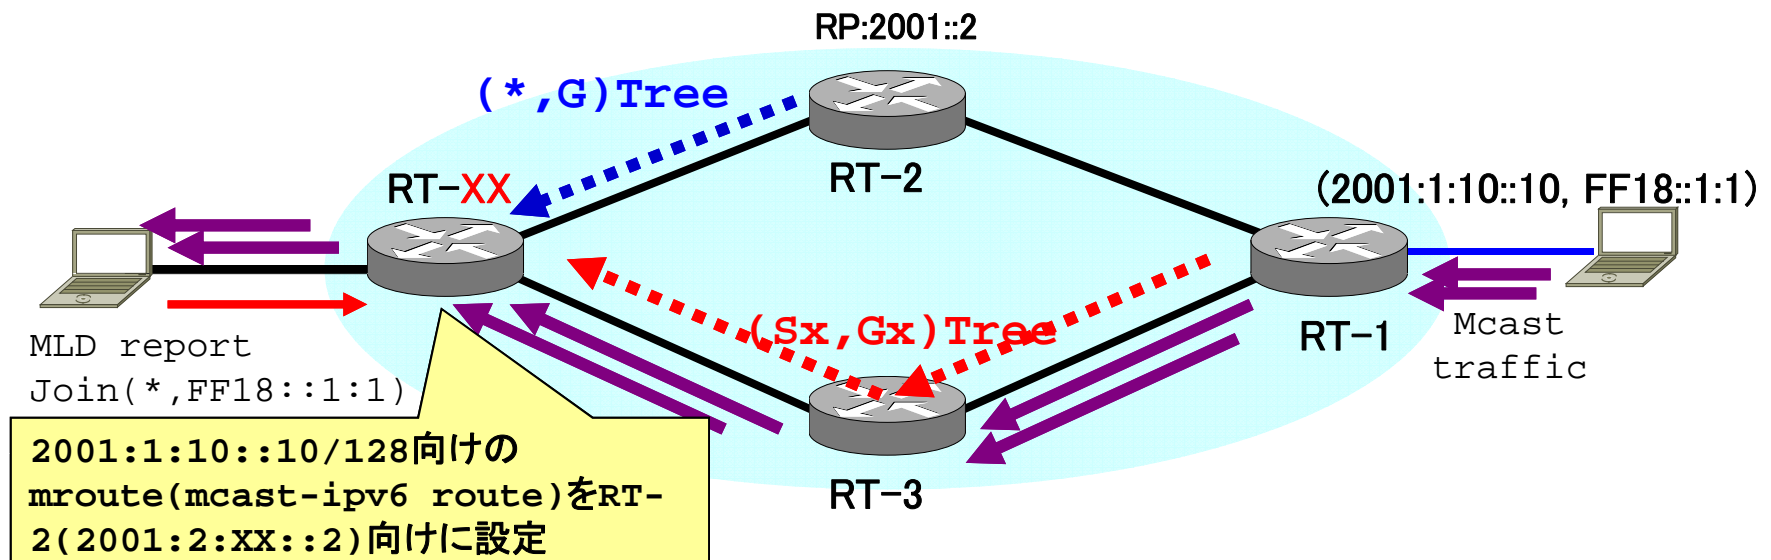 RP:2001::2
(*,G)Tree
RT-2
RT-XX
(2001:1:10::10, FF18::1:1)
(Sx,Gx)Tree
RT-1
Mcast
traffic
MLD report
Join(*,FF18::1:1)
RT-3
2001:1:10::10/128向けの
mroute(mcast-ipv6 route)をRT-
2(2001:2:XX::2)向けに設定